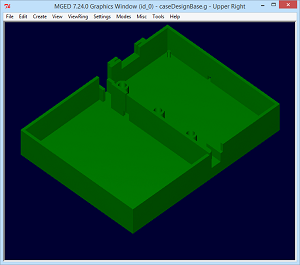 MGED 7.24.0 Graphics Window (id_0) - caseDesignBase.g - Upper Right
File Edit Create View ViewRing Settings Modes Misc Tools Help